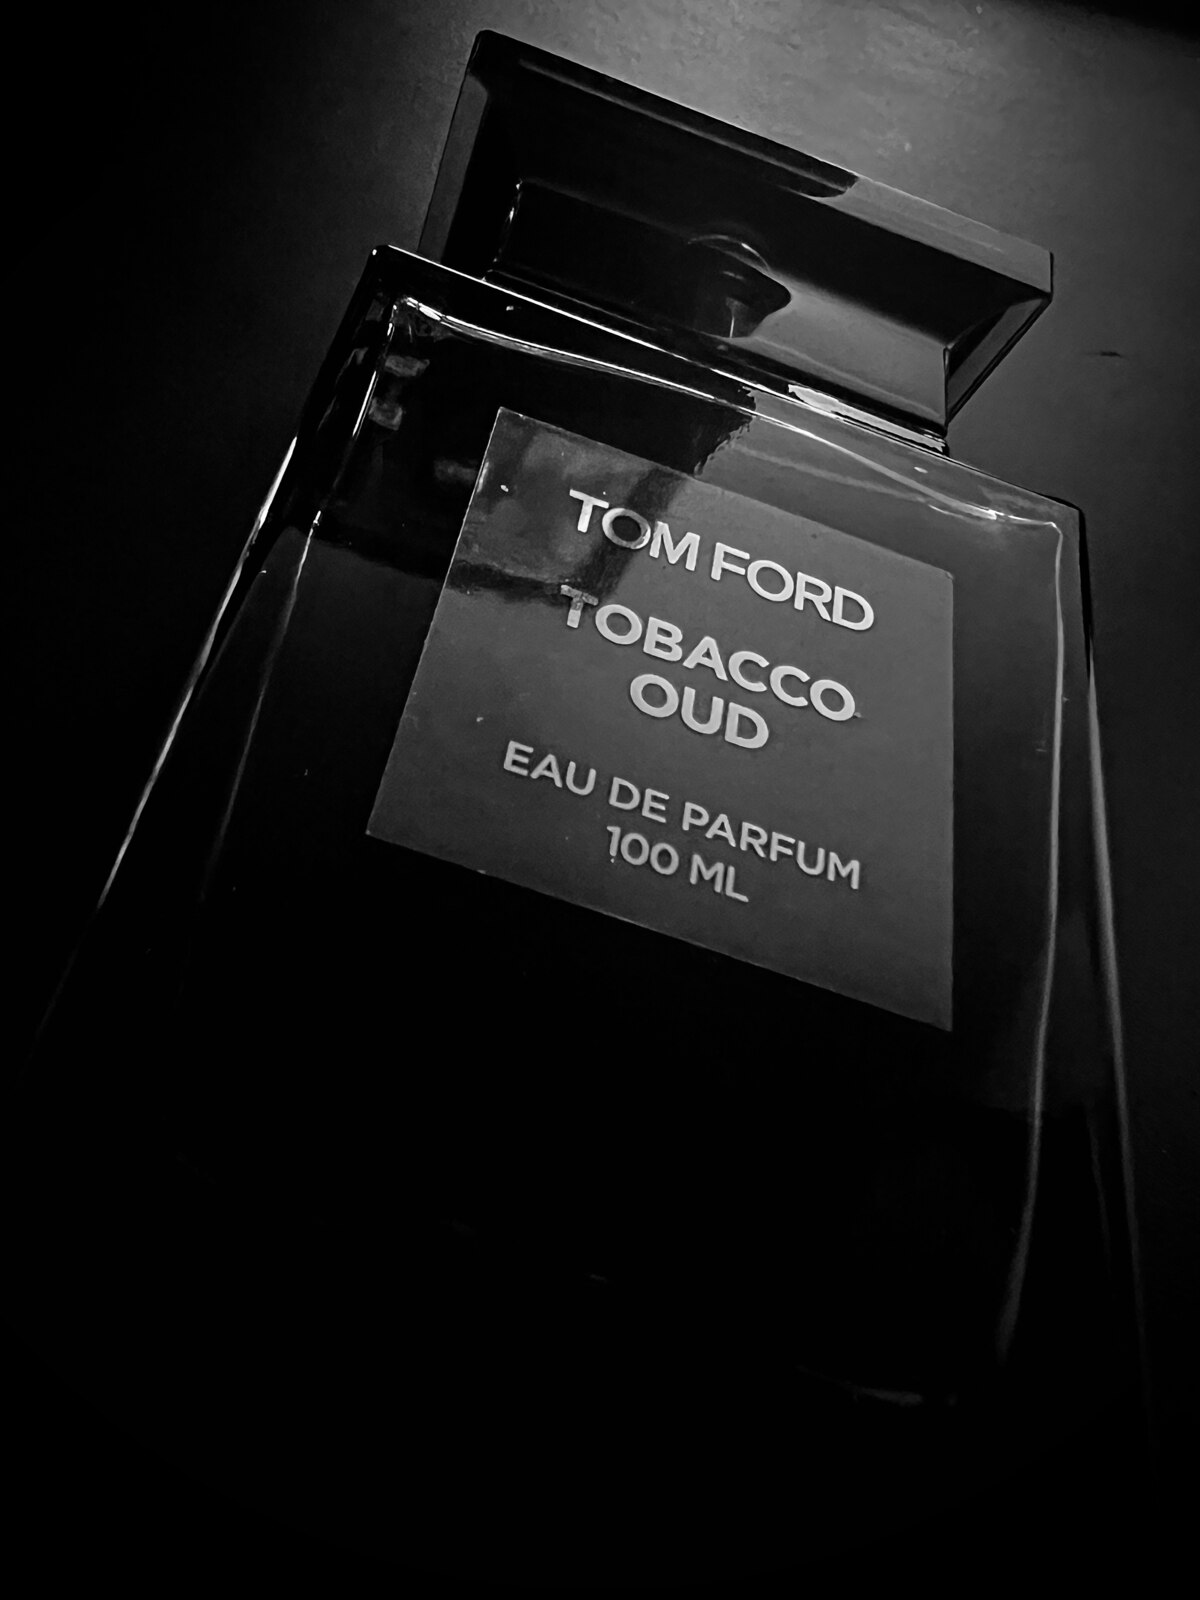 TOM FORD
TOBACCO
OUD
EAU DE PARFUM
100 ML